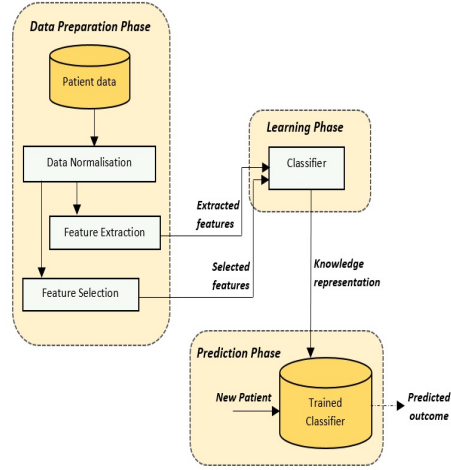 Data Preparation Phase
Patient data
Data Normalisation
Feature Extraction
Feature Selection
Extracted
features
Selected
features
Learning Phase
Classifier
Knowledge
representation
Prediction Phase
New Patient
Trained
Classifier
Predicted
outcome